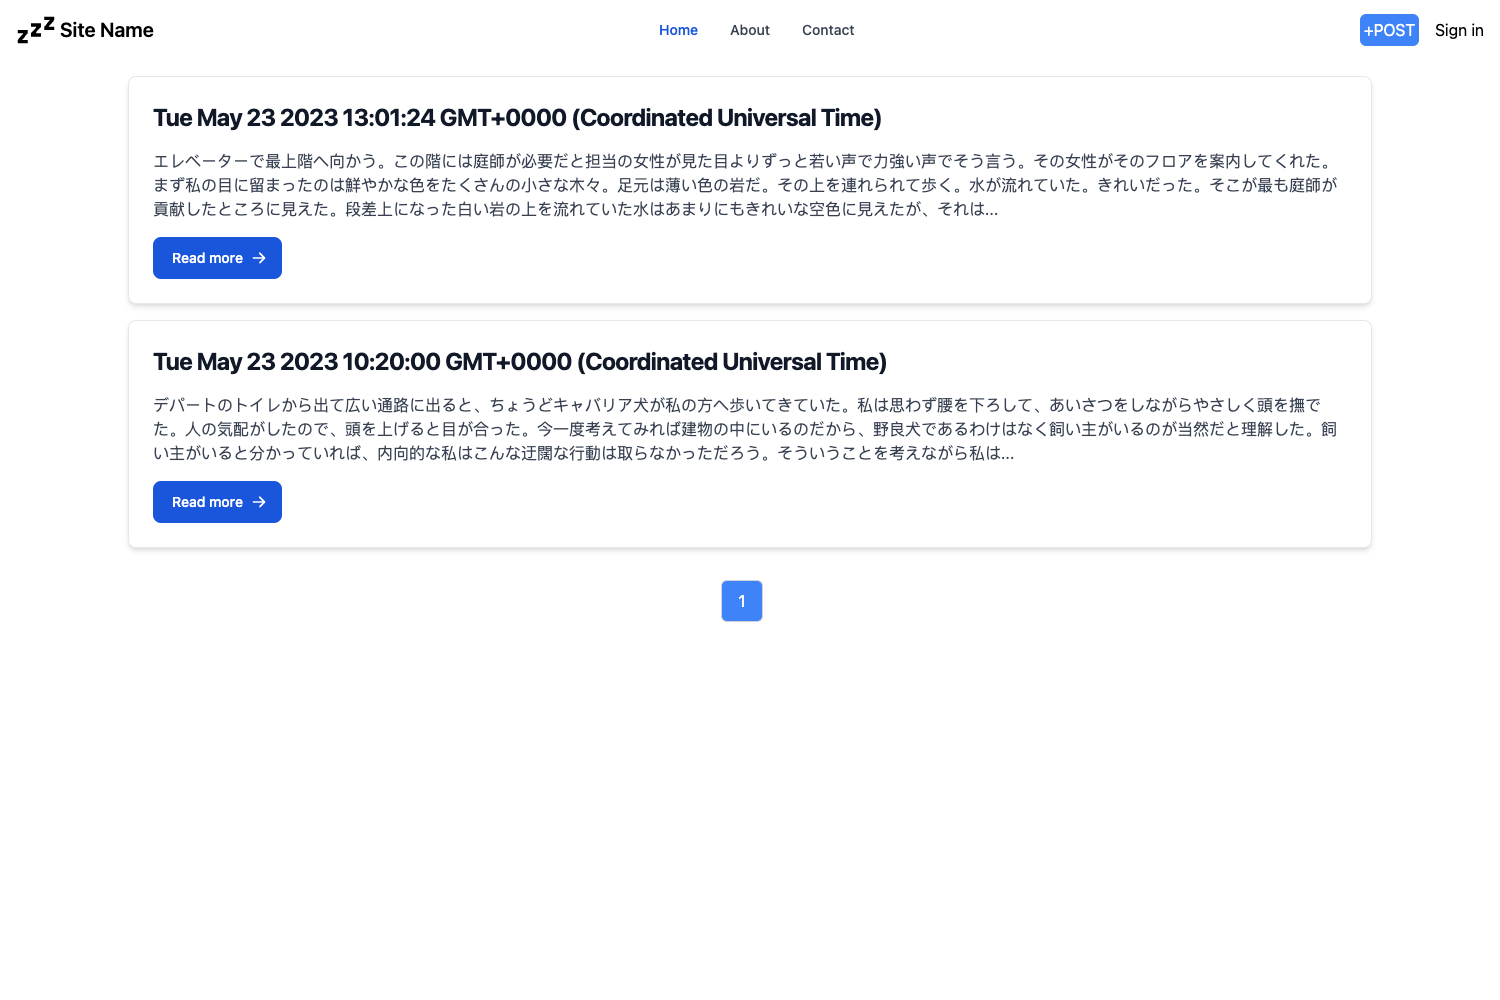 zzz Site Name
Home
About
Contact
+POST
Sign in
Tue May 23 2023 13:01:24 GMT+0000 (Coordinated Universal Time)
エレベーターで最上階へ向かう。この階には庭師が必要だと担当の女性が見た目よりずっと若い声で力強い声でそう言う。その女性がそのフロアを案内してくれた。
まず私の目に留まったのは鮮やかな色をたくさんの小さな木々。足元は薄い色の岩だ。その上を連れられて歩く。水が流れていた。きれいだった。そこが最も庭師が
貢献したところに見えた。段差上になった白い岩の上を流れていた水はあまりにもきれいな空色に見えたが、それは...
Read more →
Tue May 23 2023 10:20:00 GMT+0000 (Coordinated Universal Time)
デパートのトイレから出て広い通路に出ると、ちょうどキャバリア犬が私の方へ歩いてきていた。私は思わず腰を下ろして、あいさつをしながらやさしく頭を撫で
た。人の気配がしたので、頭を上げると目が合った。今一度考えてみれば建物の中にいるのだから、野良犬であるわけはなく飼い主がいるのが当然だと理解した。飼
い主がいると分かっていれば、内向的な私はこんな迂闊な行動は取らなかっただろう。そういうことを考えながら私は...
Read more →
1